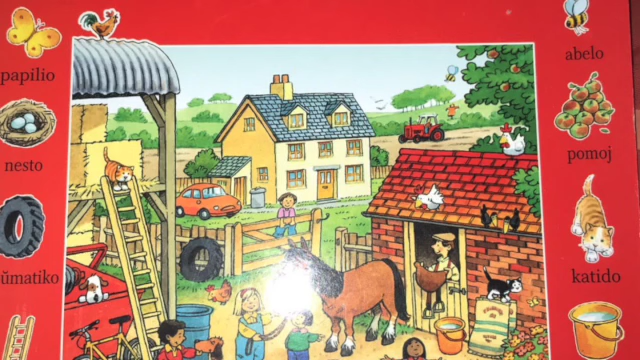 papilio
abelo
nesto
pomoj
ŭmatiko
katido